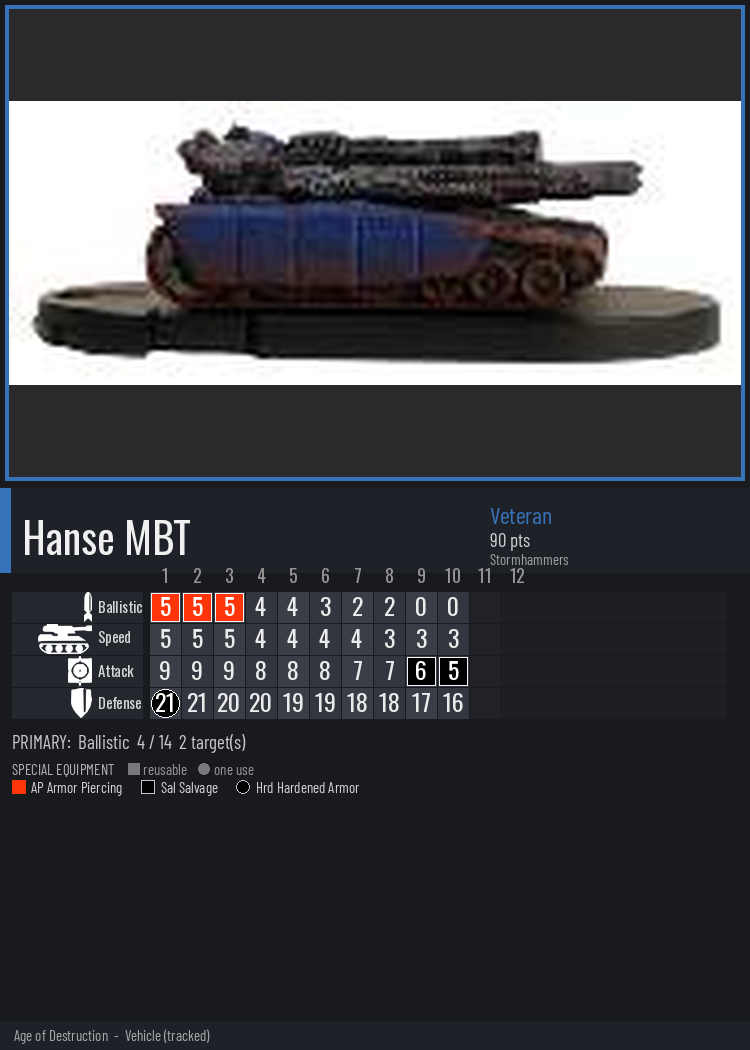 Hanse MBT
Veteran
90 pts
Stormhammers
1 2 3 4 5 6 7 8 9 10 11 12
Ballistic 5 5 5 4 4 3 2 2 0 0
Speed 5 5 5 4 4 4 4 3 3 3
Attack 9 9 9 8 8 8 7 7 6 5
Defense 21 21 20 20 19 19 18 18 17 16
PRIMARY: Ballistic 4 / 14 2 target(s)
SPECIAL EQUIPMENT reusable one use
AP Armor Piercing Sal Salvage Hrd Hardened Armor
Age of Destruction - Vehicle (tracked)